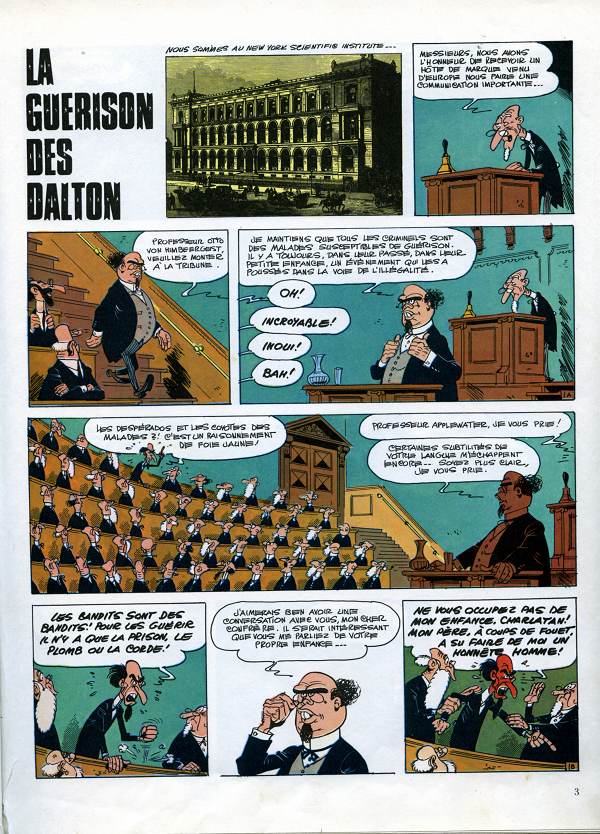 LA
GUERISON
DES
DALTON
NOUS SOMMES AU NEW YORK SCIENTIFIC INSTITUTE...
MESSIEURS, NOUS AVONS
L'HONNEUR DE RECEVOIR UN
HÔTE DE MARQUE VENU
D'EUROPE NOUS FAIRE UNE
COMMUNICATION IMPORTANTE...
PROFESSEUR OTTO
VON HIMBEERGEIST,
VEUILLEZ MONTER
À LA TRIBUNE.
JE MAINTIENS QUE TOUS LES CRIMINELS SONT
DES MALADES SUSCEPTIBLES DE GUÉRISON.
IL Y A TOUJOURS, DANS LEUR PASSÉ, DANS LEUR
PETITE ENFANCE, UN ÉVÉNEMENT QUI LES A
POUSSÉS DANS LA VOIE DE L'ILLÉGALITÉ.
OH!
INCROYABLE!
INOUI!
BAH!
1A
LES DESPÉRADOS ET LES COYOTES DES
MALADES?! C'EST UN RAISONNEMENT
DE FOIE JAUNE!
PROFESSEUR APPLEWATER, JE VOUS PRIE!
CERTAINES SUBTILITÉS DE
VOTRE LANGUE M'ÉCHAPPENT
ENCORE... SOYEZ PLUS CLAIR,
JE VOUS PRIE.
LES BANDITS SONT DES
BANDITS! POUR LES GUÉRIR
IL N'Y A QUE LA PRISON, LE
PLOMB OU LA CORDE!
J'AIMERAIS BIEN AVOIR UNE
CONVERSATION AVEC VOUS, MON CHER
CONFRÈRE. IL SERAIT INTÉRESSANT
QUE VOUS ME PARLIEZ DE VOTRE
PROPRE ENFANCE...
NE VOUS OCCUPEZ PAS DE
MON ENFANCE, CHARLATAN!
MON PÈRE, À COUPS DE FOUET,
A SU FAIRE DE MOI UN
HONNÊTE HOMME!
1B
3